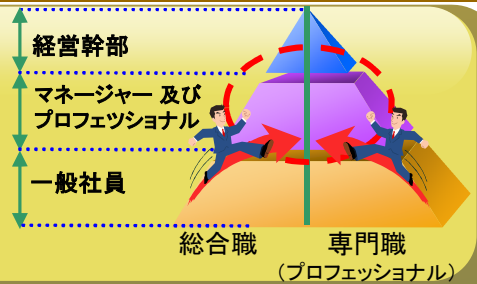 経営幹部
マネージャー 及び
プロフェツショナル
一般社員
総合職
専門職
（プロフェッショナル）